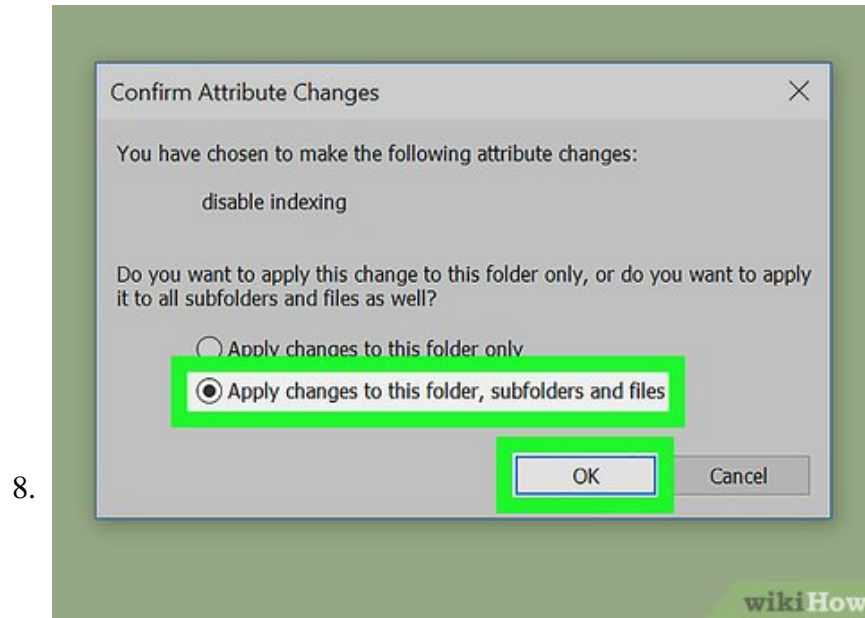 Confirm Attribute Changes
You have chosen to make the following attribute changes:
disable indexing
Do you want to apply this change to this folder only, or do you want to apply
it to all subfolders and files as well?
Apply changes to this folder only
Apply changes to this folder, subfolders and files
OK Cancel
8.
wikiHow